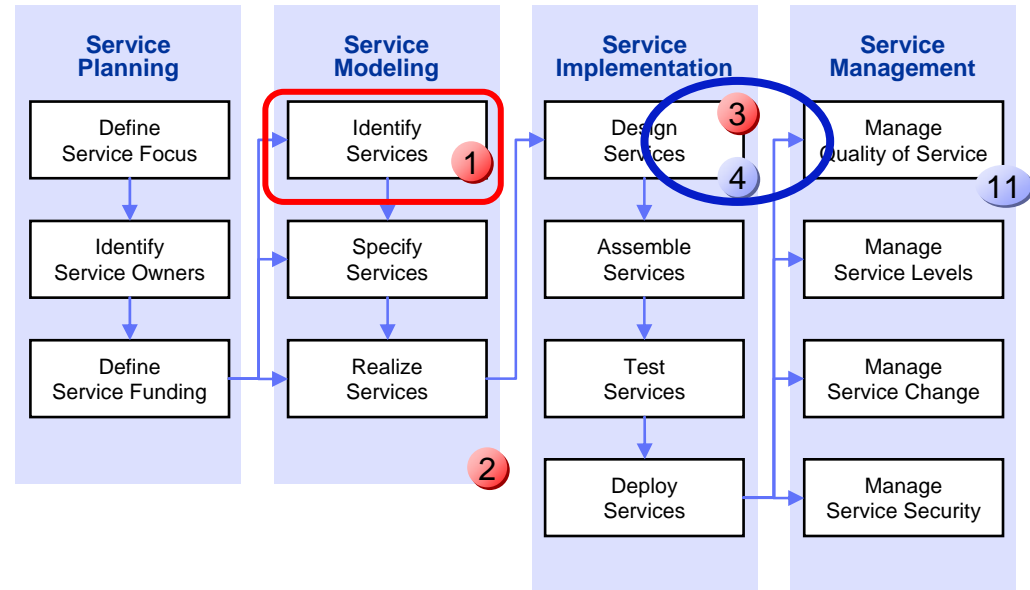 Service
Planning
Define
Service Focus
Identify
Service Owners
Define
Service Funding
Service
Modeling
Identify
Services
1
Specify
Services
Realize
Services
2
Service
Implementation
Design
Services
3
4
Assemble
Services
Test
Services
Deploy
Services
Service
Management
Manage
Quality of Service
11
Manage
Service Levels
Manage
Service Change
Manage
Service Security